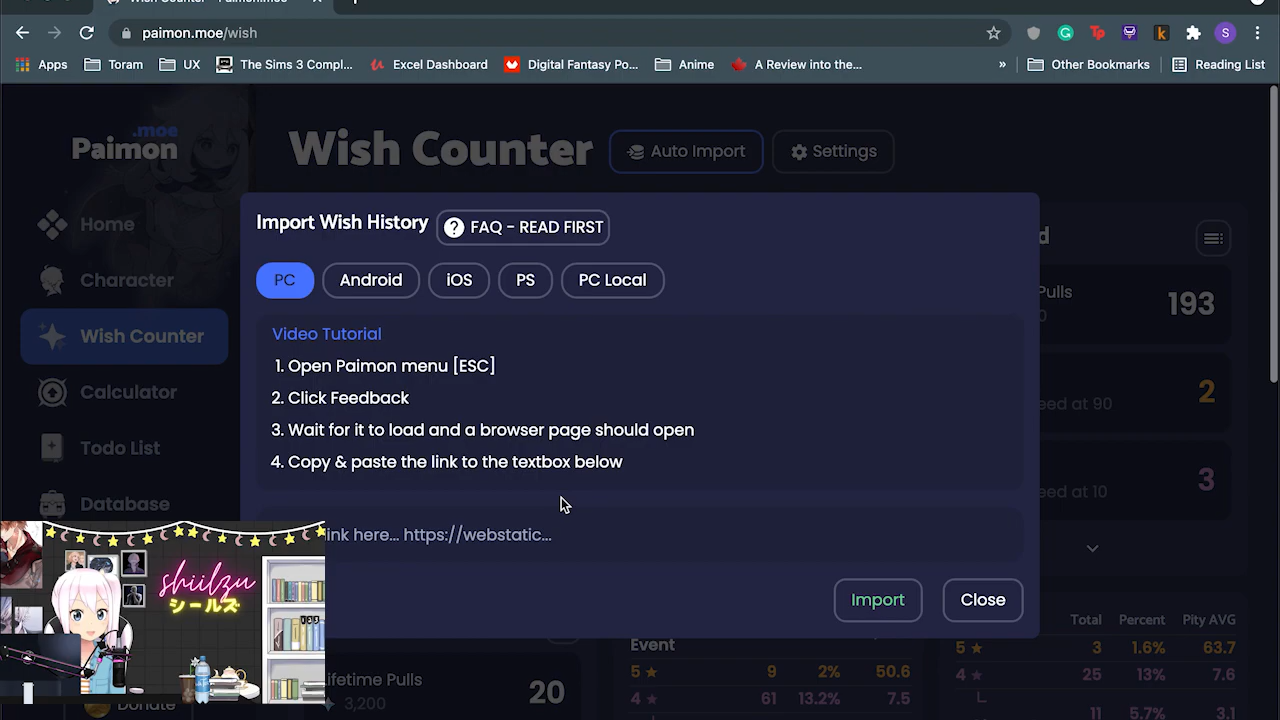 Wish Counter - Paimon.moe
paimon.moe/wish
S
Apps
Toram
UX
The Sims 3 Compl...
Excel Dashboard
Digital Fantasy Po...
Anime
A Review into the...
»
Other Bookmarks
Reading List
.moe
Paimon
Wish Counter
Auto Import
Settings
Import Wish History
FAQ - READ FIRST
PC
Android
iOS
PS
PC Local
Video Tutorial
1. Open Paimon menu [ESC]
2. Click Feedback
3. Wait for it to load and a browser page should open
4. Copy & paste the link to the textbox below
ink here... https://webstatic...
Import
Close
Home
Character
Wish Counter
Calculator
Todo List
Database
Donate
d
Pulls
0
193
eed at 90
2
eed at 10
3
shiilzu
シールズ
ifetime Pulls
3,200
20
Event
5 ★ 9 2% 50.6
4 ★ 61 13.2% 7.5
Total Percent Pity AVG
5 ★ 3 1.6% 63.7
4 ★ 25 13% 7.6
11 5.7% 3.1